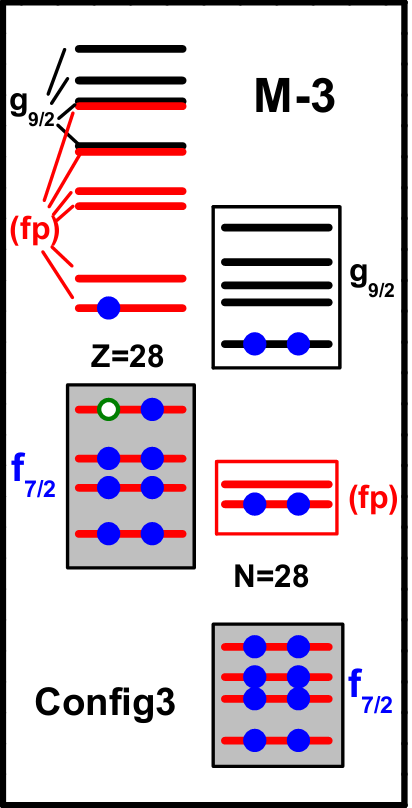 M-3
g9/2
(fp)
Z=28
g9/2
f7/2
(fp)
N=28
Config3
f7/2